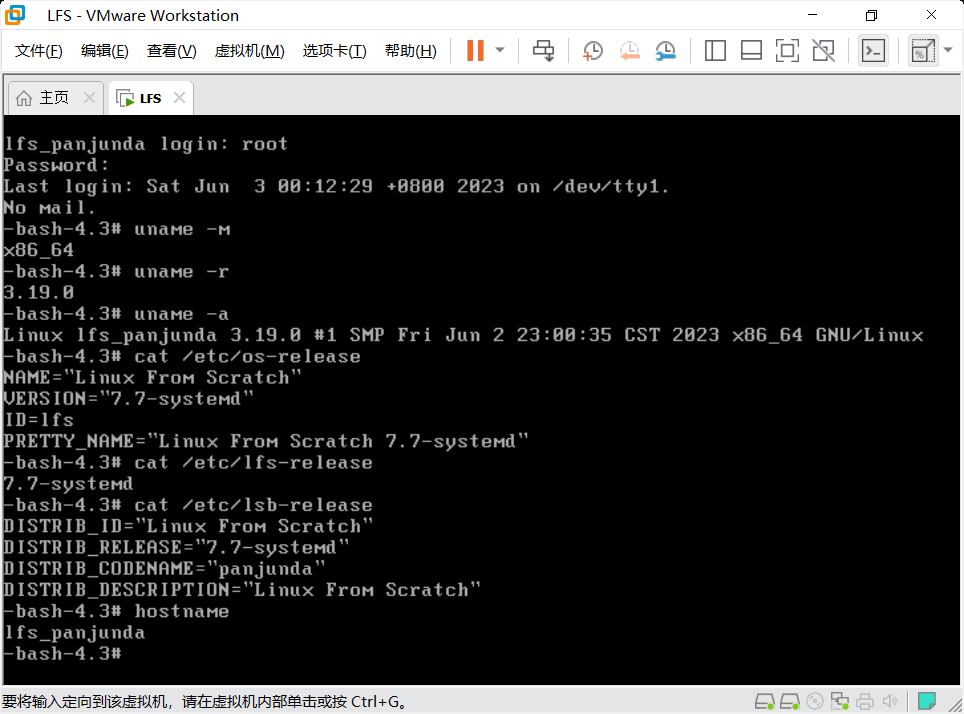 LFS - VMware Workstation
文件(F) 编辑(E) 查看(V) 虚拟机(M) 选项卡(T) 帮助(H)
主页 LFS
lfs_panjunda login: root
Password:
Last login: Sat Jun  3 00:12:29 +0800 2023 on /dev/tty1.
No mail.
-bash-4.3# uname -m
x86_64
-bash-4.3# uname -r
3.19.0
-bash-4.3# uname -a
Linux lfs_panjunda 3.19.0 #1 SMP Fri Jun 2 23:00:35 CST 2023 x86_64 GNU/Linux
-bash-4.3# cat /etc/os-release
NAME="Linux From Scratch"
VERSION="7.7-systemd"
ID=lfs
PRETTY_NAME="Linux From Scratch 7.7-systemd"
-bash-4.3# cat /etc/lfs-release
7.7-systemd
-bash-4.3# cat /etc/lsb-release
DISTRIB_ID="Linux From Scratch"
DISTRIB_RELEASE="7.7-systemd"
DISTRIB_CODENAME="panjunda"
DISTRIB_DESCRIPTION="Linux From Scratch"
-bash-4.3# hostname
lfs_panjunda
-bash-4.3#
要将输入定向到该虚拟机，请在虚拟机内部单击或按 Ctrl+G。